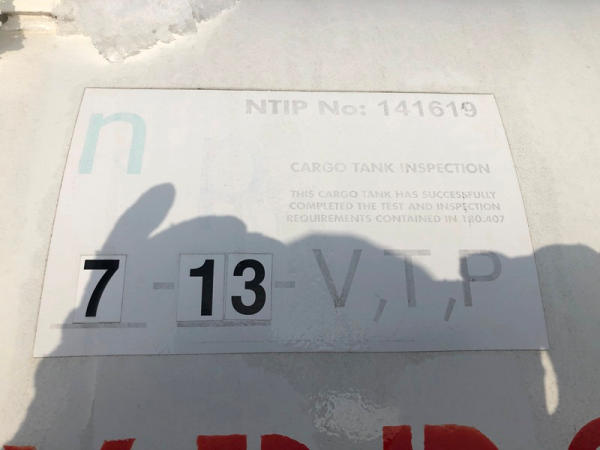 n
NTIP No: 141619
CARGO TANK INSPECTION
THIS CARGO TANK HAS SUCCESSFULLY
COMPLETED THE TEST AND INSPECTION
REQUIREMENTS CONTAINED IN 180.407
7 - 13 - V,T,P